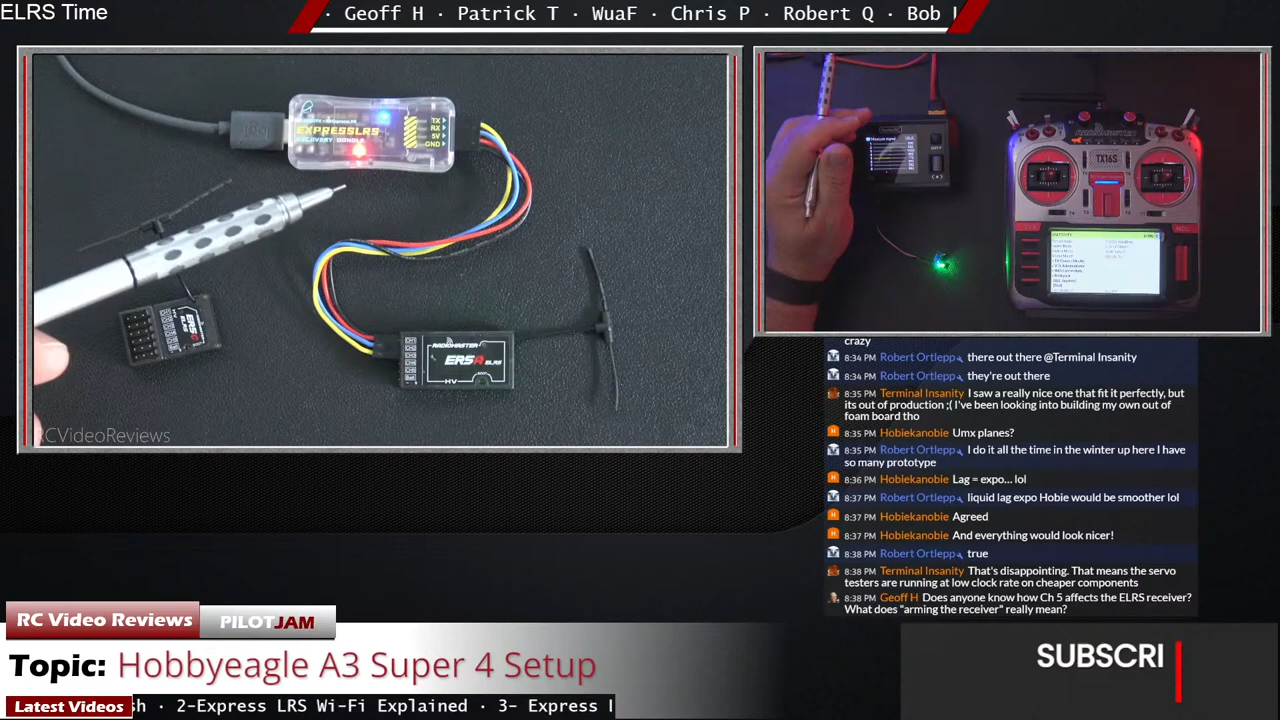 ELRS Time
· Geoff H · Patrick T · WuaF · Chris P · Robert Q · Bob
EXPRESSLRS
TX
RX
5V
GND
RADIOMASTER
ERSA ELRS
HV
CVideoReviews
TX16S
crazy
8:34 PM Robert Ortlepp there out there @Terminal Insanity
8:34 PM Robert Ortlepp they're out there
8:35 PM Terminal Insanity I saw a really nice one that fit it perfectly, but
its out of production ;( I've been looking into building my own out of
foam board tho
8:35 PM Hobiekanobie Umx planes?
8:35 PM Robert Ortlepp I do it all the time in the winter up here I have
so many prototype
8:36 PM Hobiekanobie Lag = expo... lol
8:37 PM Robert Ortlepp liquid lag expo Hobie would be smoother lol
8:37 PM Hobiekanobie Agreed
8:37 PM Hobiekanobie And everything would look nicer!
8:38 PM Robert Ortlepp true
8:38 PM Terminal Insanity That's disappointing. That means the servo
testers are running at low clock rate on cheaper components
8:38 PM Geoff H Does anyone know how Ch 5 affects the ELRS receiver?
What does "arming the receiver" really mean?
RC Video Reviews PILOTJAM
Topic: Hobbyeagle A3 Super 4 Setup
SUBSCRI
Latest Videos sh · 2-Express LRS Wi-Fi Explained · 3- Express